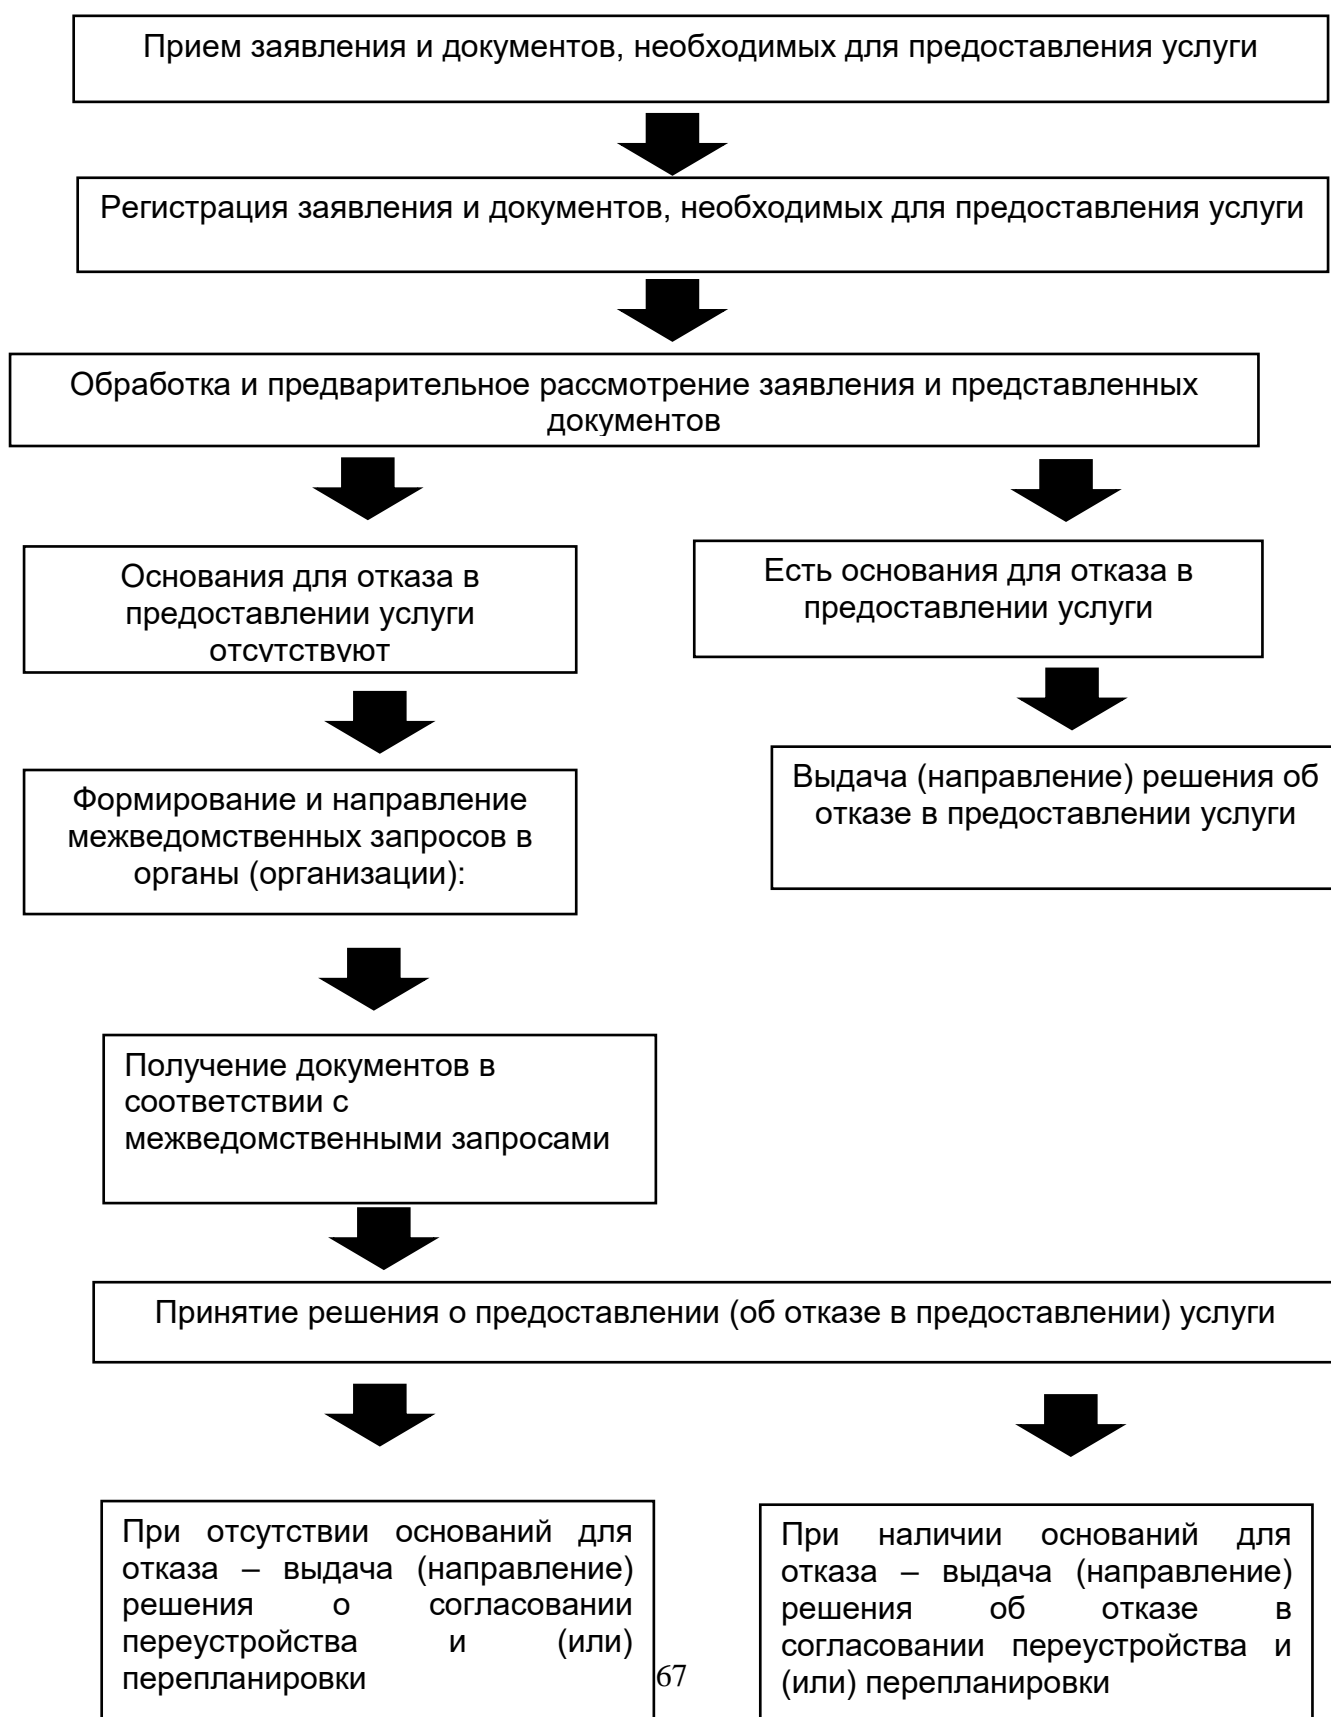 Прием заявления и документов, необходимых для предоставления услуги
Регистрация заявления и документов, необходимых для предоставления услуги
Обработка и предварительное рассмотрение заявления и представленных
документов
Основания для отказа в
предоставлении услуги
отсутствуют
Есть основания для отказа в
предоставлении услуги
Формирование и направление
межведомственных запросов в
органы (организации):
Выдача (направление) решения об
отказе в предоставлении услуги
Получение документов в
соответствии с
межведомственными запросами
Принятие решения о предоставлении (об отказе в предоставлении) услуги
При отсутствии оснований для
отказа – выдача (направление)
решения о согласовании
переустройства и (или)
перепланировки
При наличии оснований для
отказа – выдача (направление)
решения об отказе в
согласовании переустройства и
(или) перепланировки
67